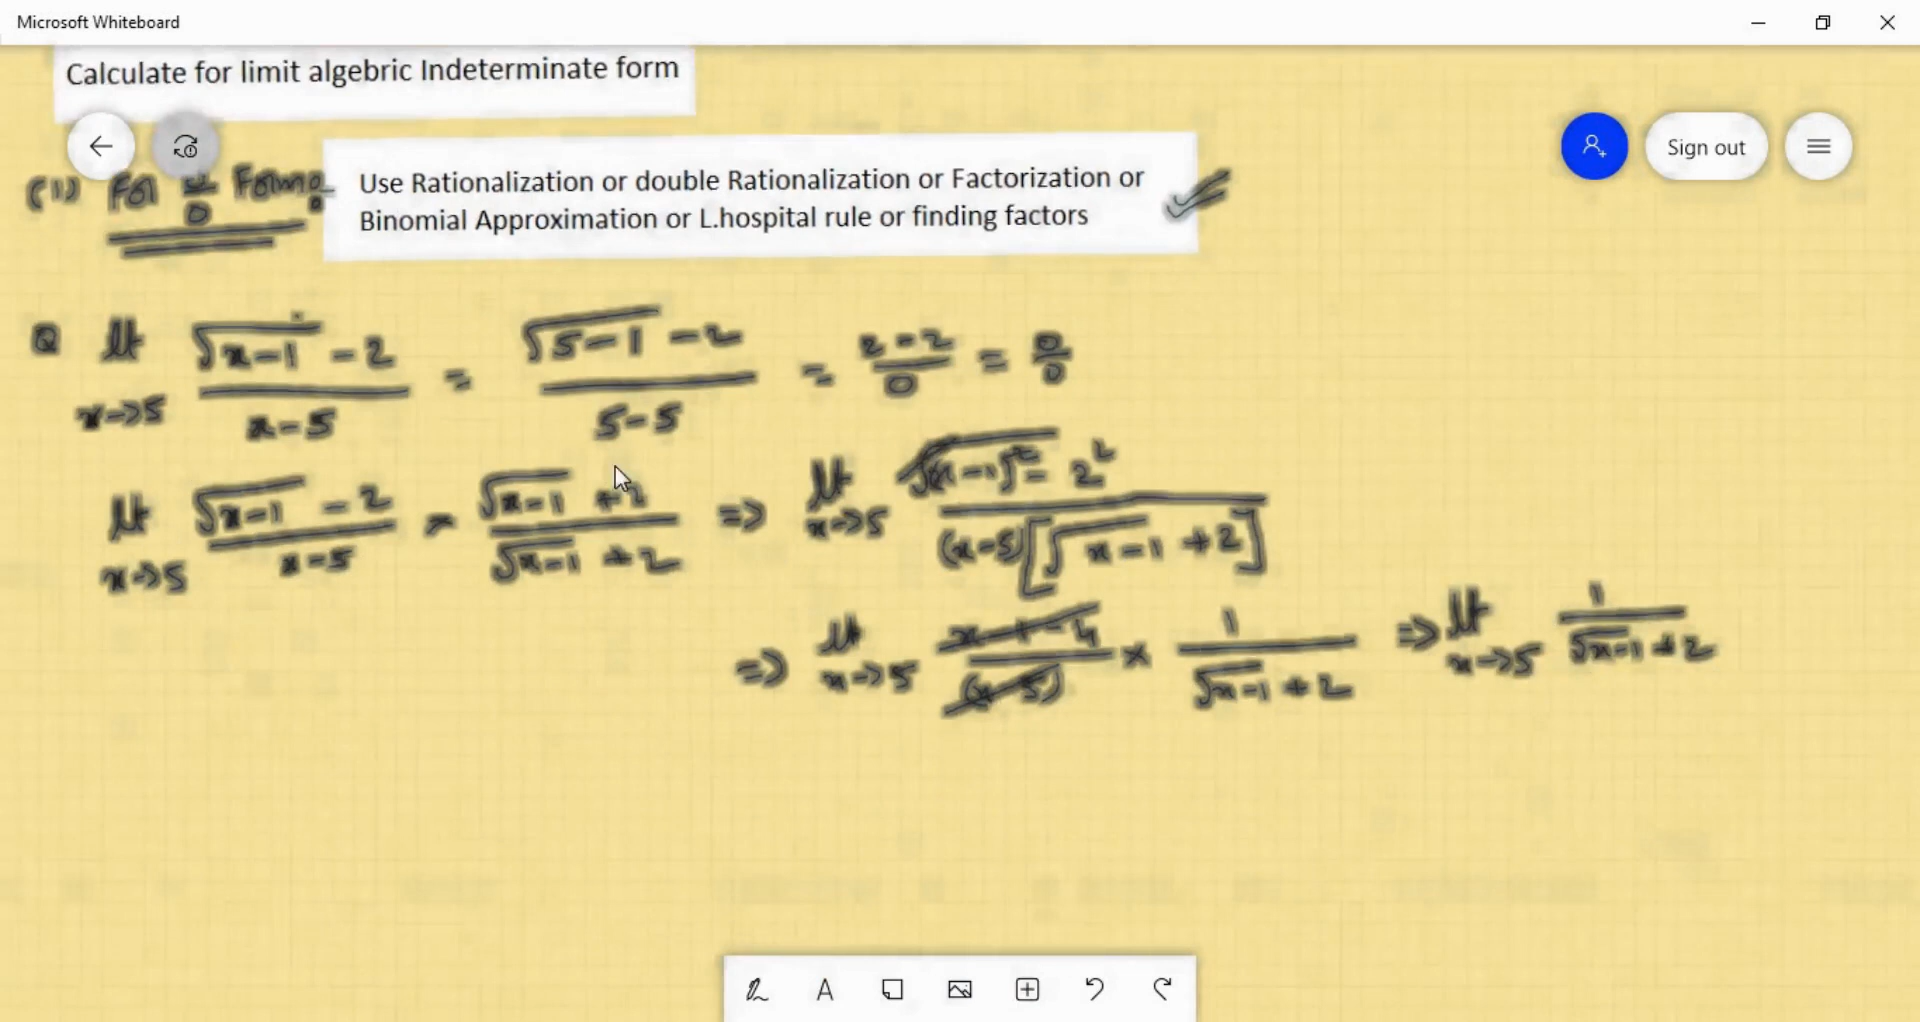 Microsoft Whiteboard
Calculate for limit algebric Indeterminate form
Sign out
(1) For 0/0 Form
Use Rationalization or double Rationalization or Factorization or
Binomial Approximation or L.hospital rule or finding factors
Q lt x->5 (√(x-1) - 2)/(x-5) = (√(5-1) - 2)/(5-5) = (2-2)/0 = 0/0
lt x->5 (√(x-1) - 2)/(x-5) × (√(x-1) + 2)/(√(x-1) + 2) => lt x->5 (√(x-1)² - 2²)/((x-5)[√(x-1) + 2])
=> lt x->5 (x-1-4)/(x-5) × 1/(√(x-1) + 2) => lt x->5 1/(√(x-1) + 2)